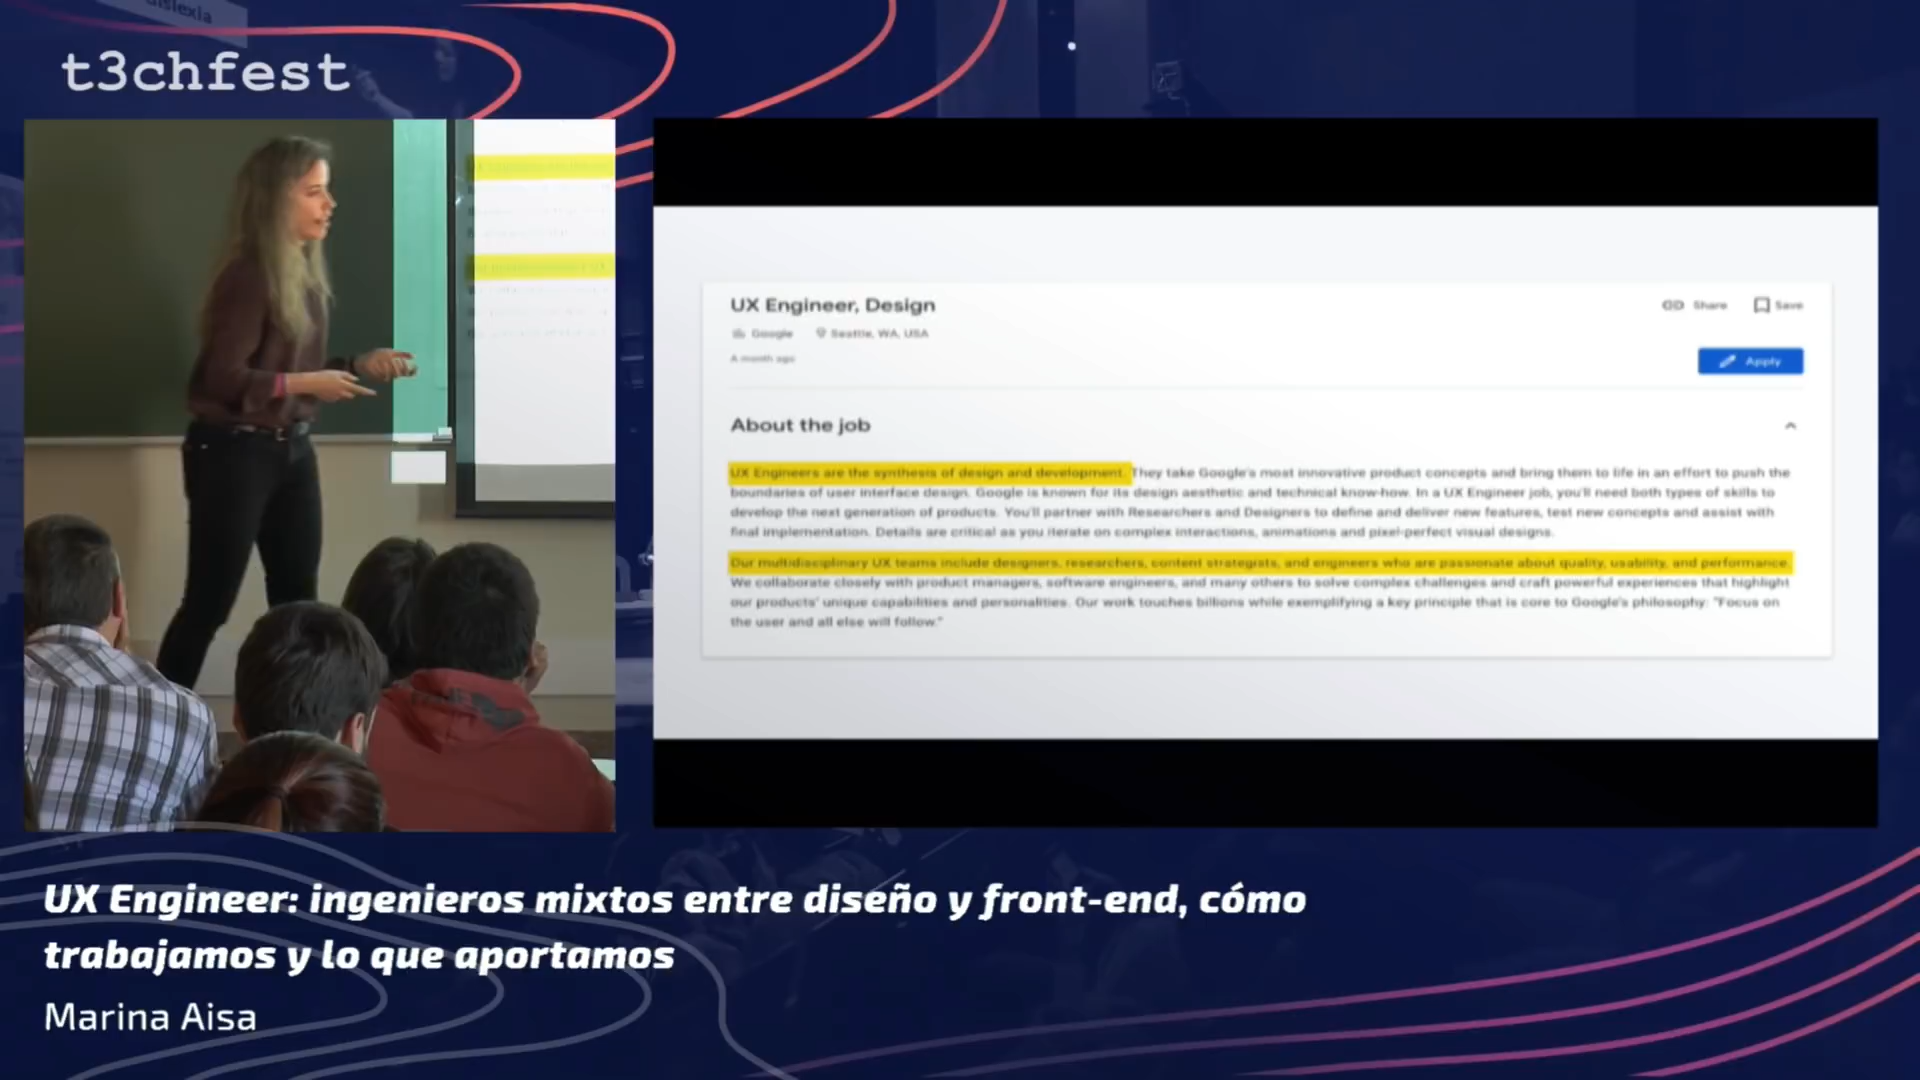 dislexia
t3chfest
UX Engineer, Design
Share
Save
Google
Seattle, WA, USA
A month ago
Apply
About the job
UX Engineers are the synthesis of design and development. They take Google's most innovative product concepts and bring them to life in an effort to push the
boundaries of user interface design. Google is known for its design aesthetic and technical know-how. In a UX Engineer job, you'll need both types of skills to
develop the next generation of products. You'll partner with Researchers and Designers to define and deliver new features, test new concepts and assist with
final implementation. Details are critical as you iterate on complex interactions, animations and pixel-perfect visual designs.
Our multidisciplinary UX teams include designers, researchers, content strategists, and engineers who are passionate about quality, usability, and performance.
We collaborate closely with product managers, software engineers, and many others to solve complex challenges and craft powerful experiences that highlight
our products' unique capabilities and personalities. Our work touches billions while exemplifying a key principle that is core to Google's philosophy: "Focus on
the user and all else will follow."
UX Engineer: ingenieros mixtos entre diseño y front-end, cómo
trabajamos y lo que aportamos
Marina Aisa